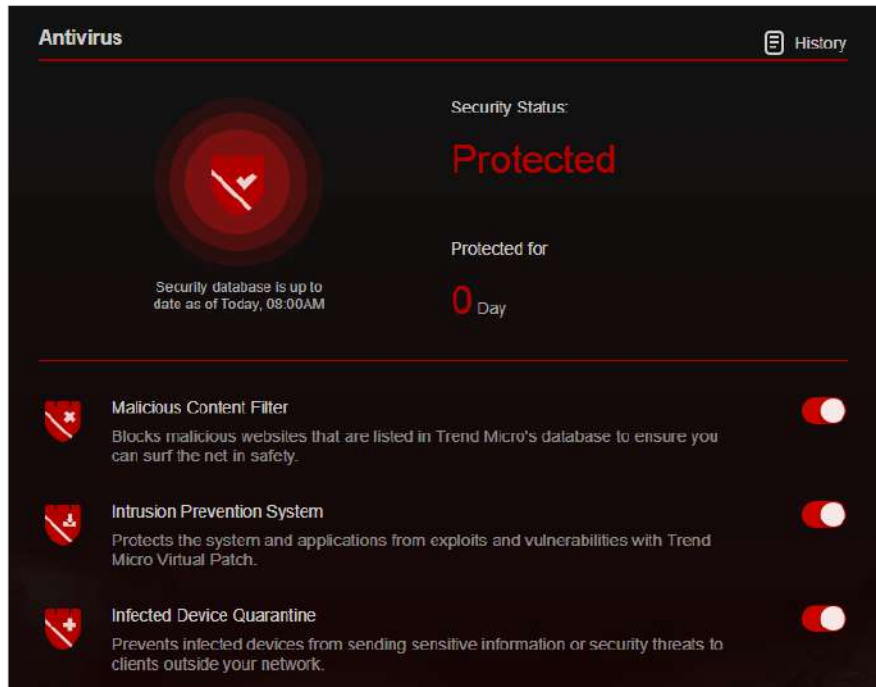 Antivirus
History
Security Status:
Protected
Security database is up to
date as of Today, 08:00AM
Protected for
0 Day
Malicious Content Filter
Blocks malicious websites that are listed in Trend Micro's database to ensure you
can surf the net in safety.
Intrusion Prevention System
Protects the system and applications from exploits and vulnerabilities with Trend
Micro Virtual Patch.
Infected Device Quarantine
Prevents infected devices from sending sensitive information or security threats to
clients outside your network.